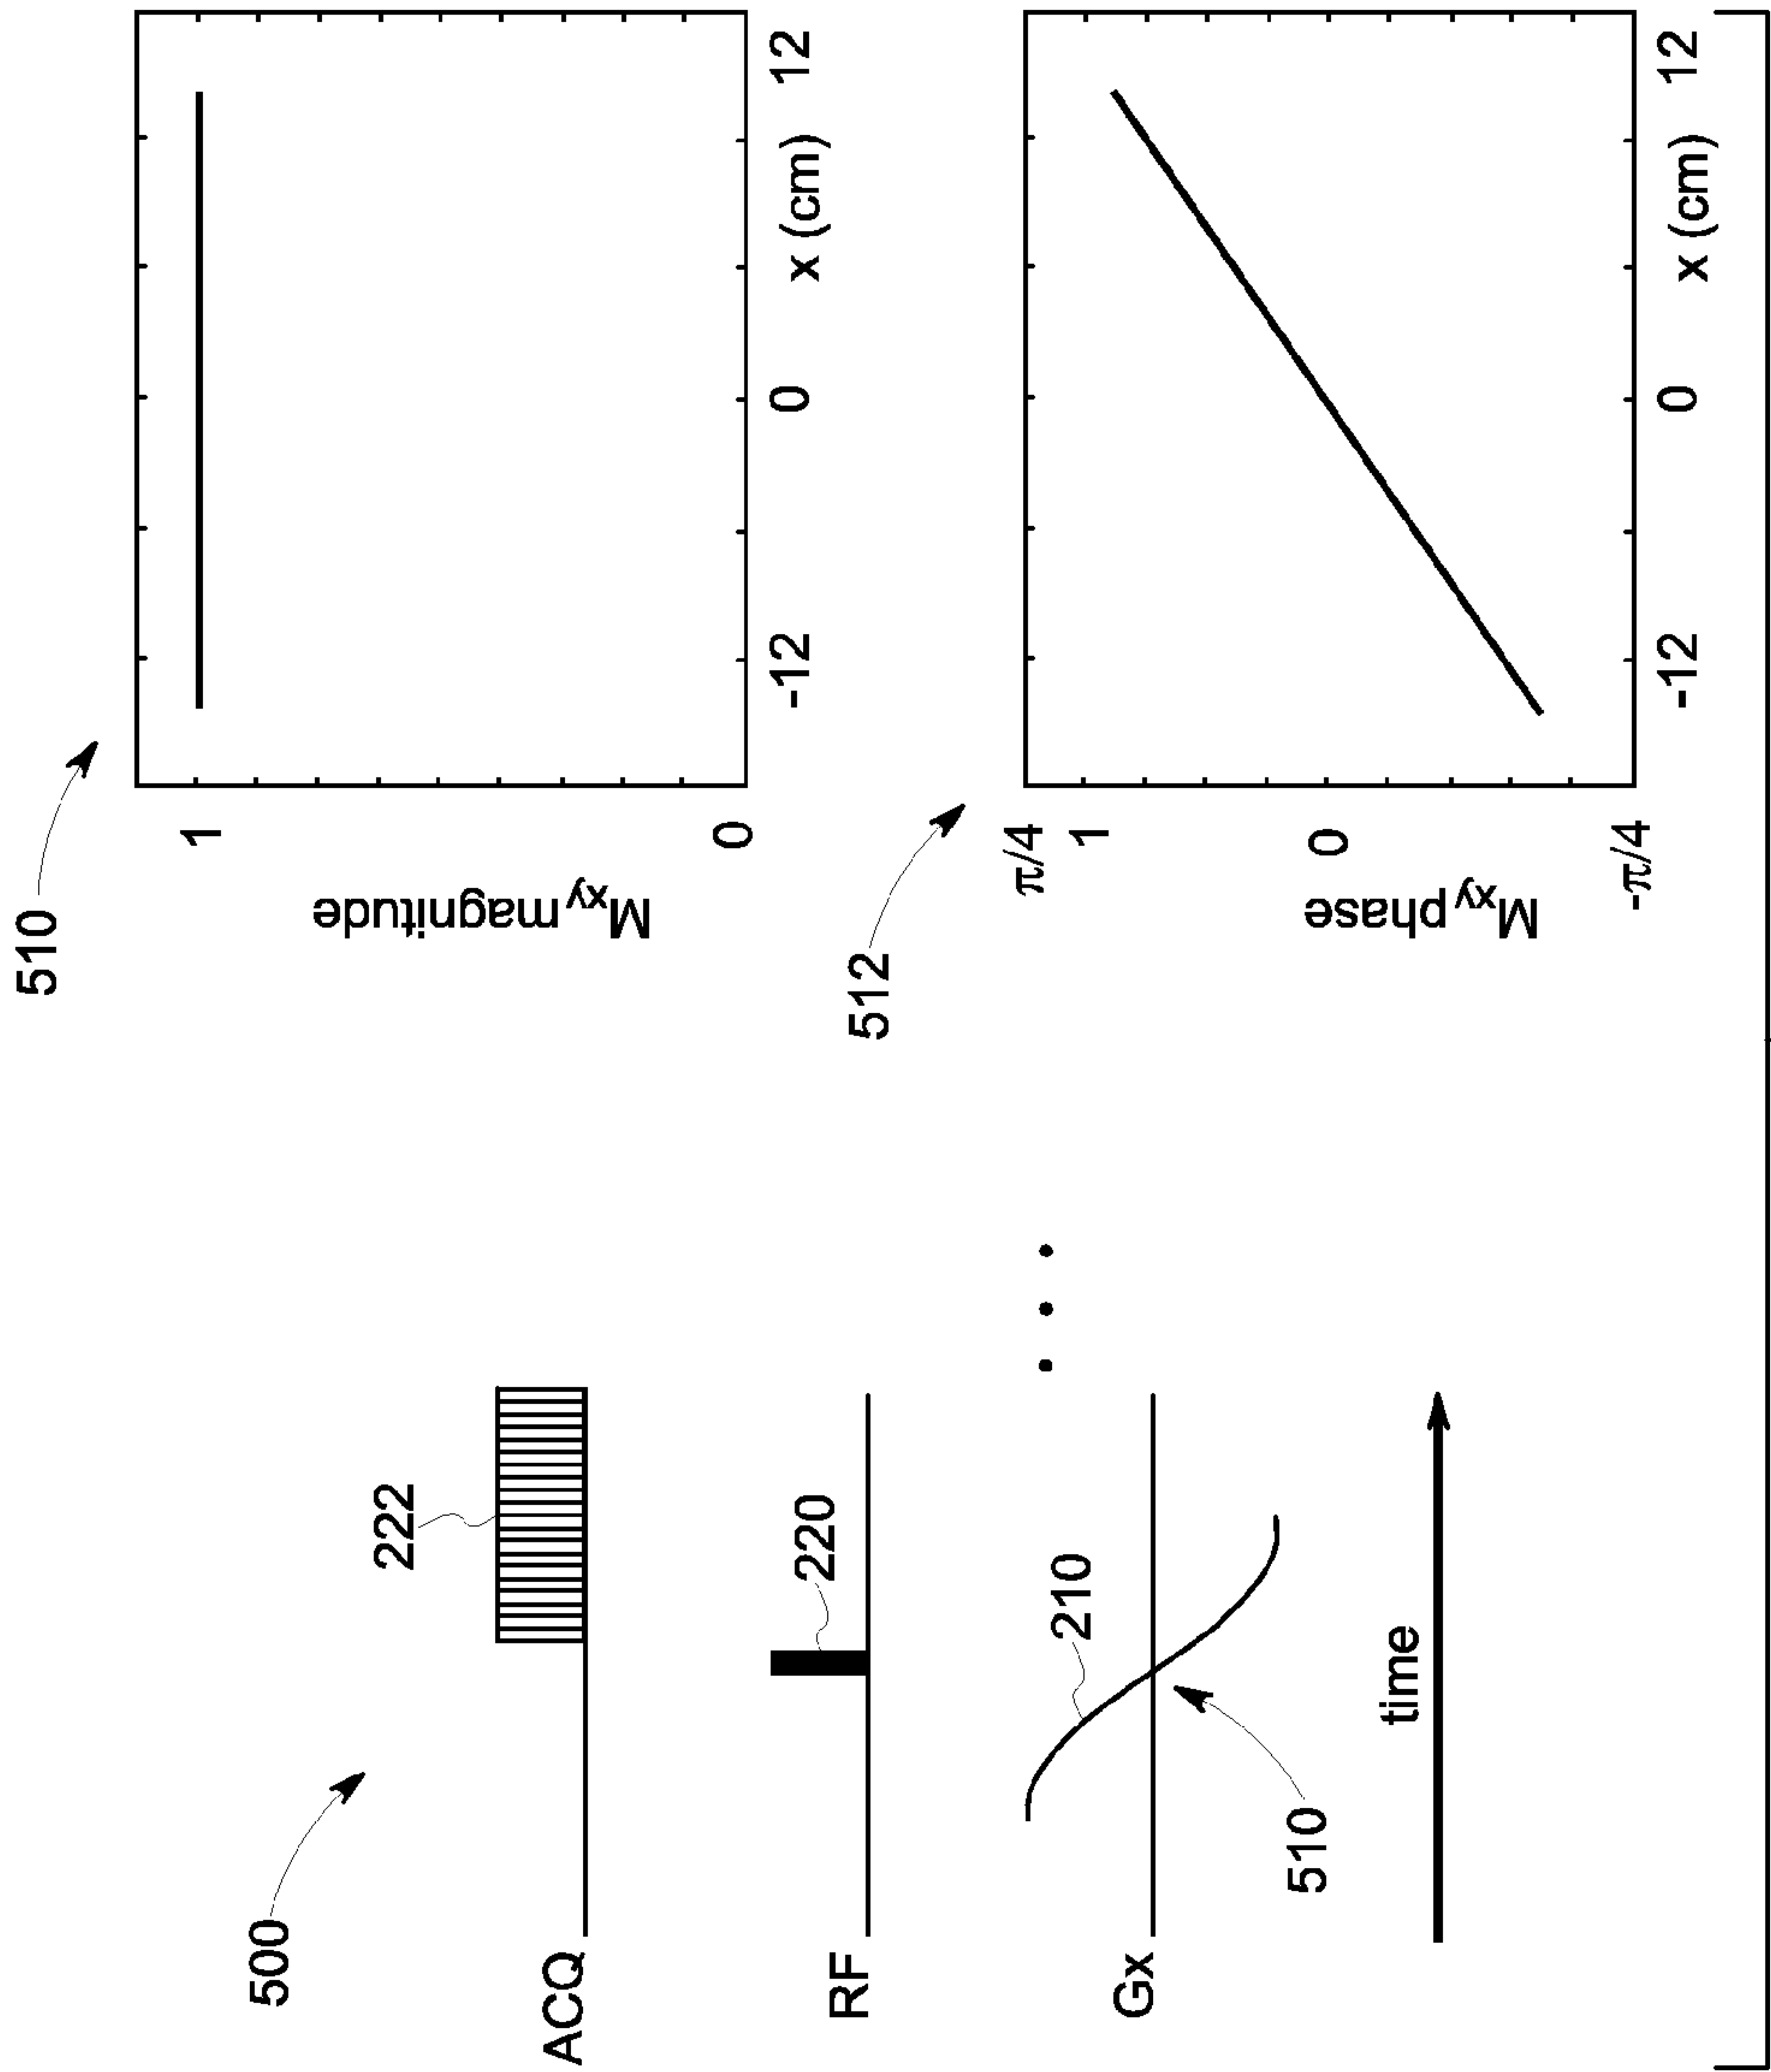 500
222
ACQ
220
RF
210
Gx
510
time
510
1
0
Mxy magnitude
-12
0
x (cm)
12
512
π/4
1
0
-π/4
Mxy phase
-12
0
x (cm)
12